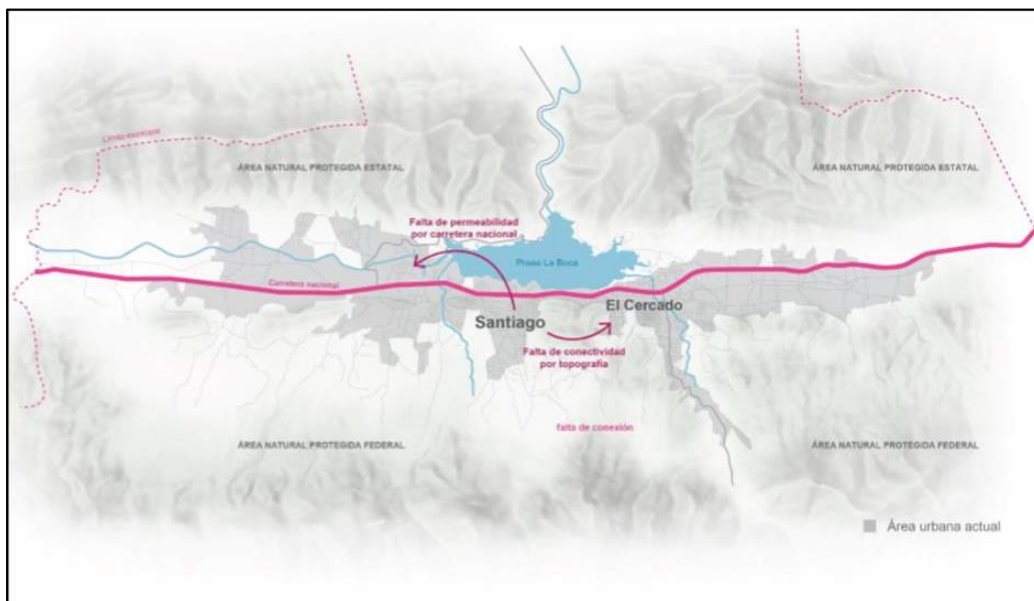 Límite municipal
ÁREA NATURAL PROTEGIDA ESTATAL
ÁREA NATURAL PROTEGIDA ESTATAL
Falta de permeabilidad
por carretera nacional
Presa La Boca
Carretera nacional
Santiago
El Cercado
Falta de conectividad
por topografía
falta de conexión
ÁREA NATURAL PROTEGIDA FEDERAL
ÁREA NATURAL PROTEGIDA FEDERAL
Área urbana actual